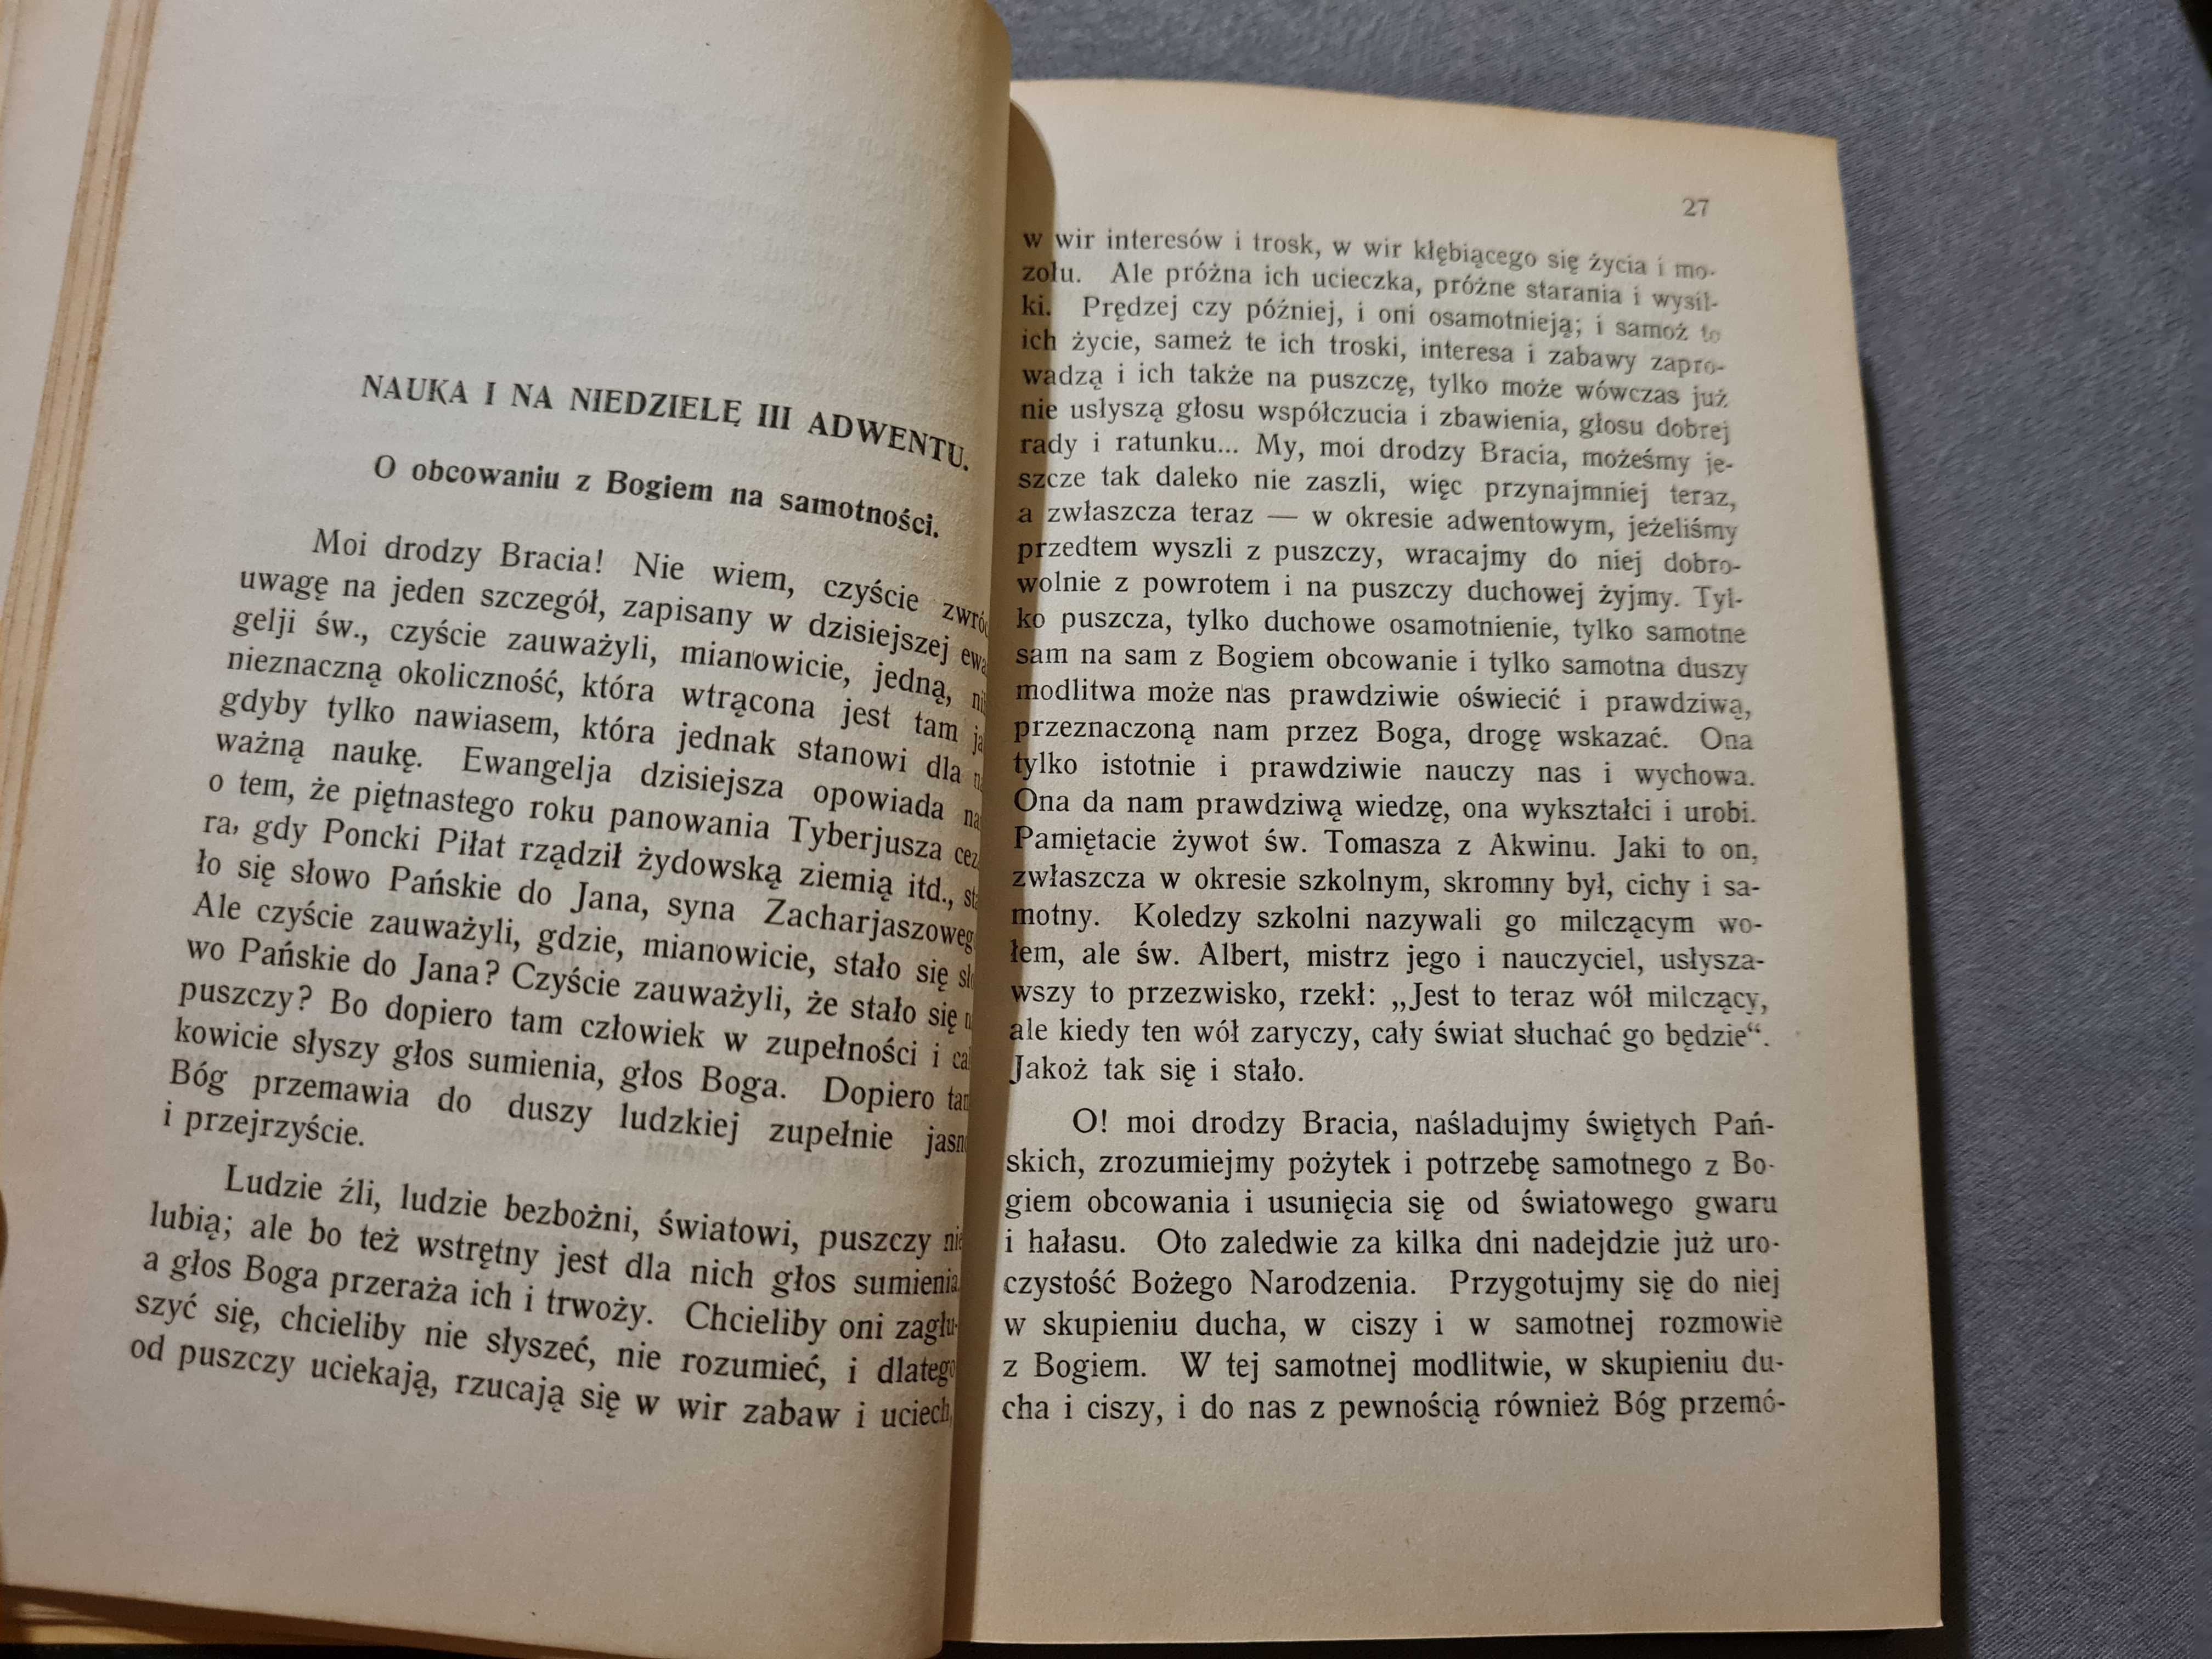 NAUKA I NA NIEDZIELĘ III ADWENTU.
O obcowaniu z Bogiem na samotności.
Moi drodzy Bracia! Nie wiem, czyście zwró
uwagę na jeden szczegół, zapisany w dzisiejszej ewa
gelji św., czyście zauważyli, mianowicie, jedną, ni
nieznaczną okoliczność, która wtrącona jest tam ja
gdyby tylko nawiasem, która jednak stanowi dla
ważną naukę. Ewangelja dzisiejsza opowiada na
o tem, że piętnastego roku panowania Tyberjusza ceza
ra, gdy Poncki Piłat rządził żydowską ziemią itd., sta
ło się słowo Pańskie do Jana, syna Zacharjaszoweg
Ale czyście zauważyli, gdzie, mianowicie, stało się sł
wo Pańskie do Jana? Czyście zauważyli, że stało się
puszczy? Bo dopiero tam człowiek w zupełności i cał
kowicie słyszy głos sumienia, głos Boga. Dopiero tam
Bóg przemawia do duszy ludzkiej zupełnie jasn
i przejrzyście.
Ludzie źli, ludzie bezbożni, światowi, puszczy nie
lubią; ale bo też wstrętny jest dla nich głos sumienia,
a głos Boga przeraża ich i trwoży. Chcieliby oni zagłu-
szyć się, chcieliby nie słyszeć, nie rozumieć, i dlatego
od puszczy uciekają, rzucają się w wir zabaw i uciech,
27
w wir interesów i trosk, w wir kłębiącego się życia i mo-
zołu. Ale próżna ich ucieczka, próżne starania i wysił-
ki. Prędzej czy później, i oni osamotnieją; i samoż to
ich życie, sameż te ich troski, interesa i zabawy zapro-
wadzą i ich także na puszczę, tylko może wówczas już
nie usłyszą głosu współczucia i zbawienia, głosu dobrej
rady i ratunku... My, moi drodzy Bracia, możeśmy je-
szcze tak daleko nie zaszli, więc przynajmniej teraz,
a zwłaszcza teraz — w okresie adwentowym, jeżeliśmy
przedtem wyszli z puszczy, wracajmy do niej dobro-
wolnie z powrotem i na puszczy duchowej żyjmy. Tyl-
ko puszcza, tylko duchowe osamotnienie, tylko samotne
sam na sam z Bogiem obcowanie i tylko samotna duszy
modlitwa może nas prawdziwie oświecić i prawdziwą,
przeznaczoną nam przez Boga, drogę wskazać. Ona
tylko istotnie i prawdziwie nauczy nas i wychowa.
Ona da nam prawdziwą wiedzę, ona wykształci i urobi.
Pamiętacie żywot św. Tomasza z Akwinu. Jaki to on,
zwłaszcza w okresie szkolnym, skromny był, cichy i sa-
motny. Koledzy szkolni nazywali go milczącym wo-
łem, ale św. Albert, mistrz jego i nauczyciel, usłysza-
wszy to przezwisko, rzekł: „Jest to teraz wół milczący,
ale kiedy ten wół zaryczy, cały świat słuchać go będzie“.
Jakoż tak się i stało.
O! moi drodzy Bracia, naśladujmy świętych Pań-
skich, zrozumiejmy pożytek i potrzebę samotnego z Bo-
giem obcowania i usunięcia się od światowego gwaru
i hałasu. Oto zaledwie za kilka dni nadejdzie już uro-
czystość Bożego Narodzenia. Przygotujmy się do niej
w skupieniu ducha, w ciszy i w samotnej rozmowie
z Bogiem. W tej samotnej modlitwie, w skupieniu du-
cha i ciszy, i do nas z pewnością również Bóg przemó-